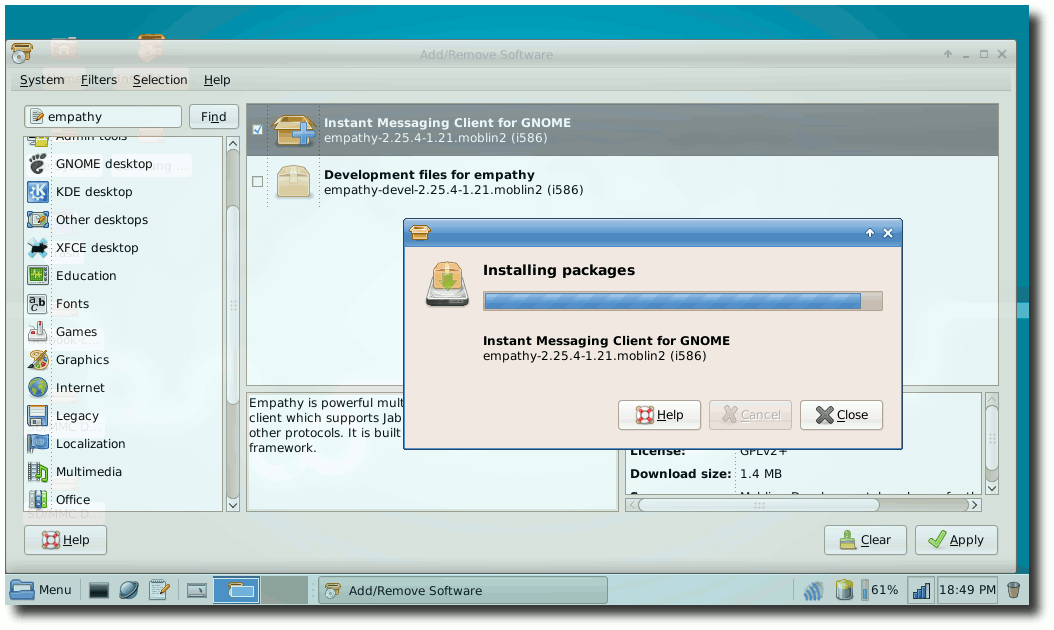 Add/Remove Software
System Filters Selection Help
empathy
Find
Admin tools
GNOME desktop
KDE desktop
Other desktops
XFCE desktop
Education
Fonts
Games
Graphics
Internet
Legacy
Localization
Multimedia
Office
Instant Messaging Client for GNOME
empathy-2.25.4-1.21.moblin2 (i586)
Development files for empathy
empathy-devel-2.25.4-1.21.moblin2 (i586)
Installing packages
Instant Messaging Client for GNOME
empathy-2.25.4-1.21.moblin2 (i586)
Help Cancel Close
Empathy is powerful mult
client which supports Jab
other protocols. It is built
framework.
License: GPLv2+
Download size: 1.4 MB
Help
Clear Apply
Menu
Add/Remove Software
61%
18:49 PM